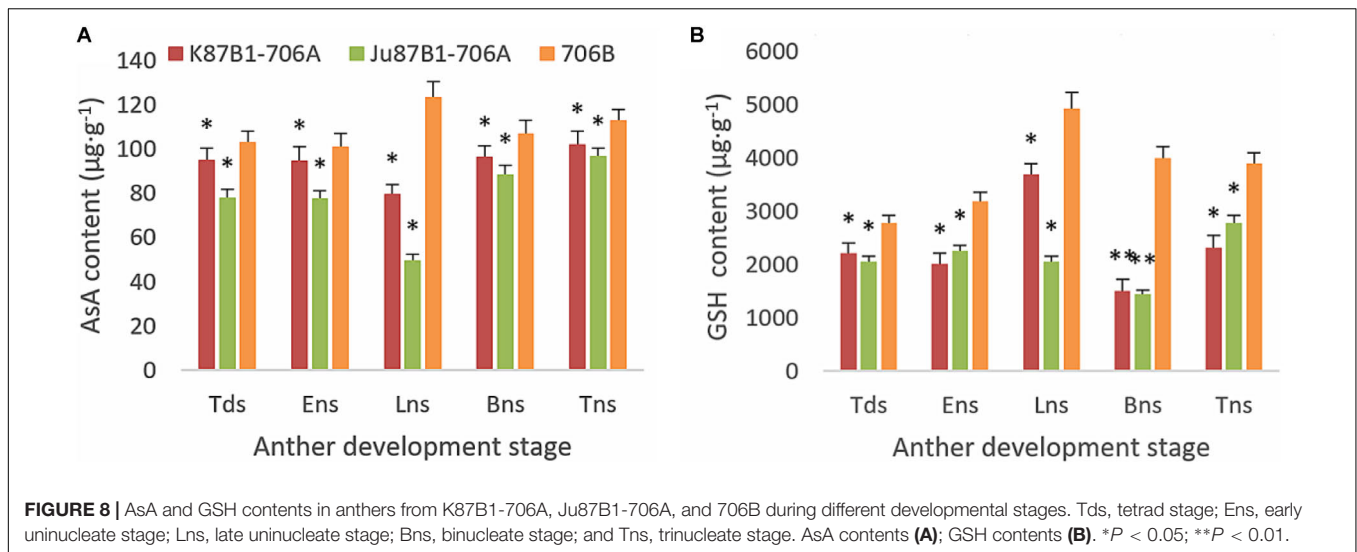 A
K87B1-706A Ju87B1-706A 706B
AsA content (µg·g⁻¹)
140
120
100
80
60
40
20
0
* * * * * * * * * *
Tds Ens Lns Bns Tns
Anther development stage
B
GSH content (µg·g⁻¹)
6000
5000
4000
3000
2000
1000
0
* * * * * * ** ** * *
Tds Ens Lns Bns Tns
Anther development stage
FIGURE 8 | AsA and GSH contents in anthers from K87B1-706A, Ju87B1-706A, and 706B during different developmental stages. Tds, tetrad stage; Ens, early
uninucleate stage; Lns, late uninucleate stage; Bns, binucleate stage; and Tns, trinucleate stage. AsA contents (A); GSH contents (B). *P < 0.05; **P < 0.01.